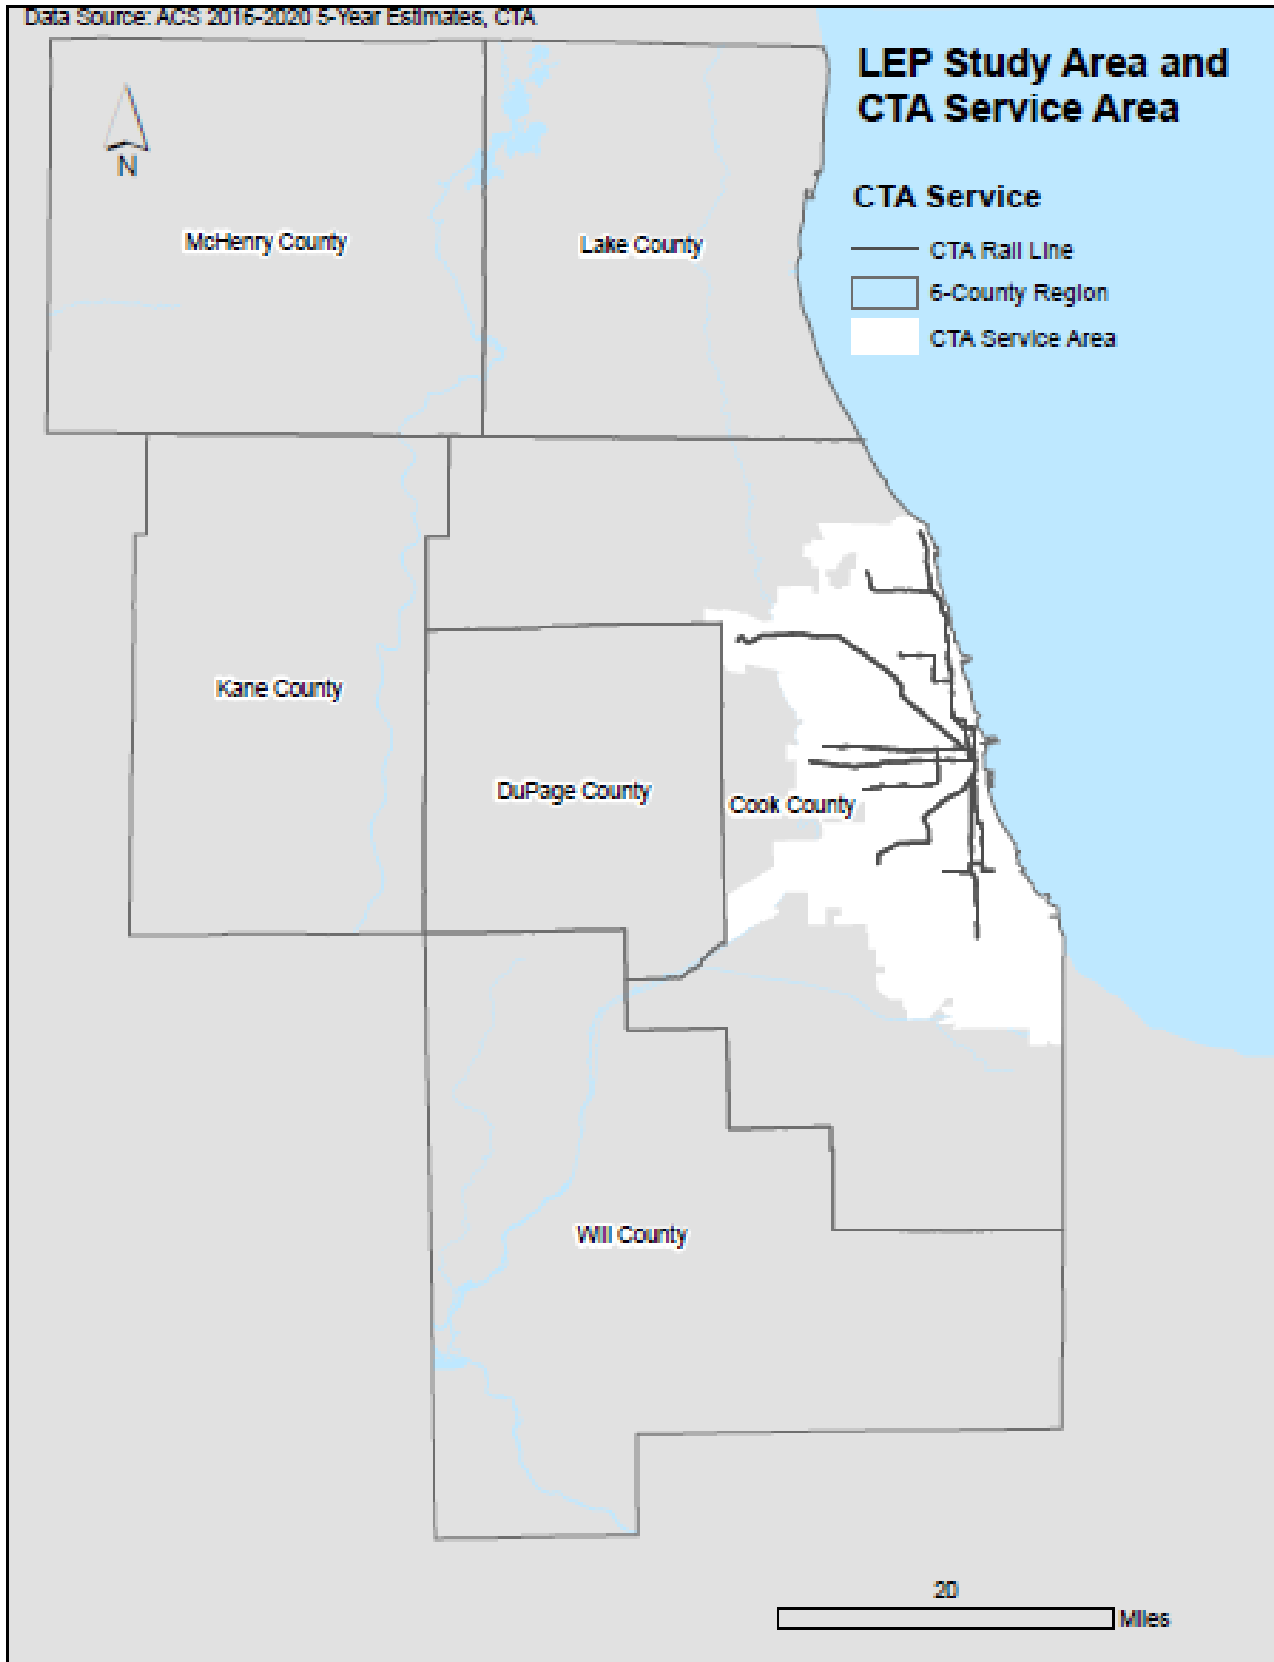 Data Source: ACS 2016-2020 5-Year Estimates, CTA
LEP Study Area and
CTA Service Area
CTA Service
CTA Rail Line
6-County Region
CTA Service Area
N
McHenry County
Lake County
Kane County
DuPage County
Cook County
Will County
20
Miles